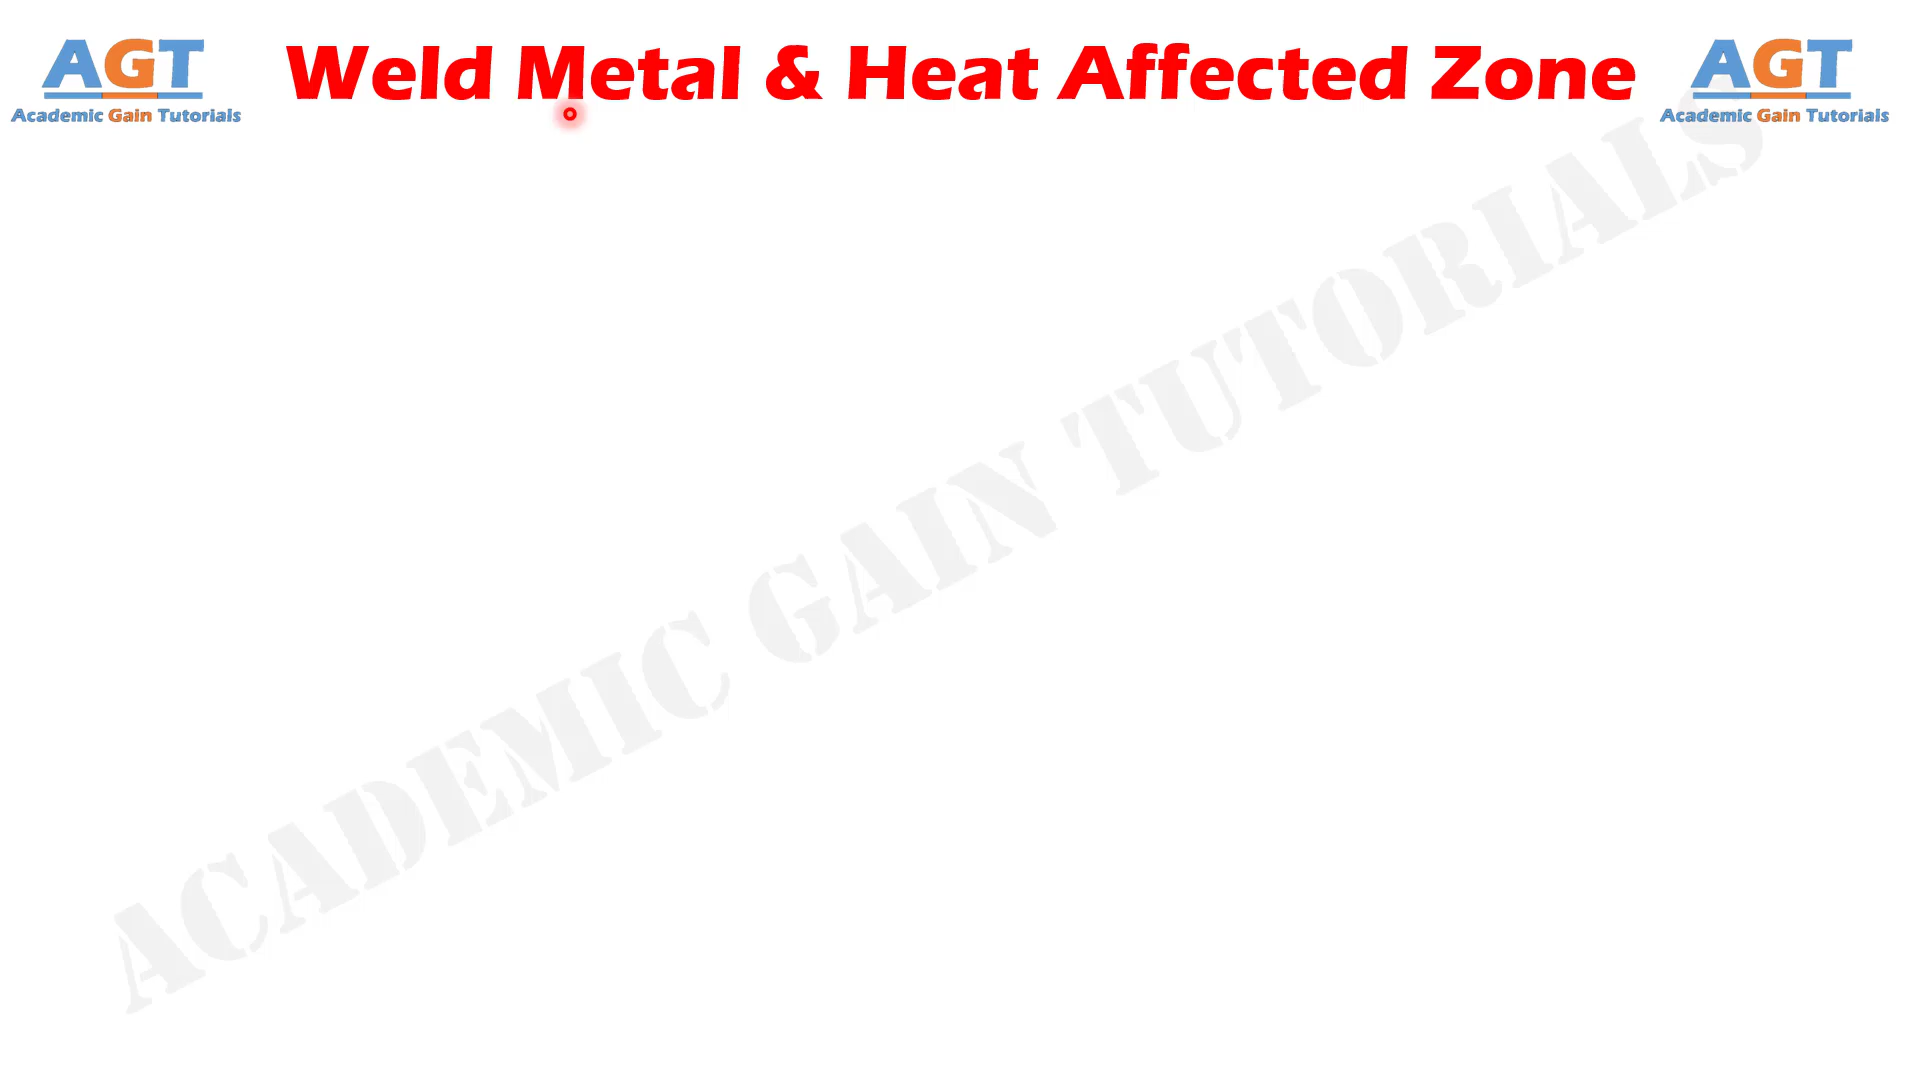 AGT
Academic Gain Tutorials
Weld Metal & Heat Affected Zone
AGT
Academic Gain Tutorials
ACADEMIC GAIN TUTORIALS